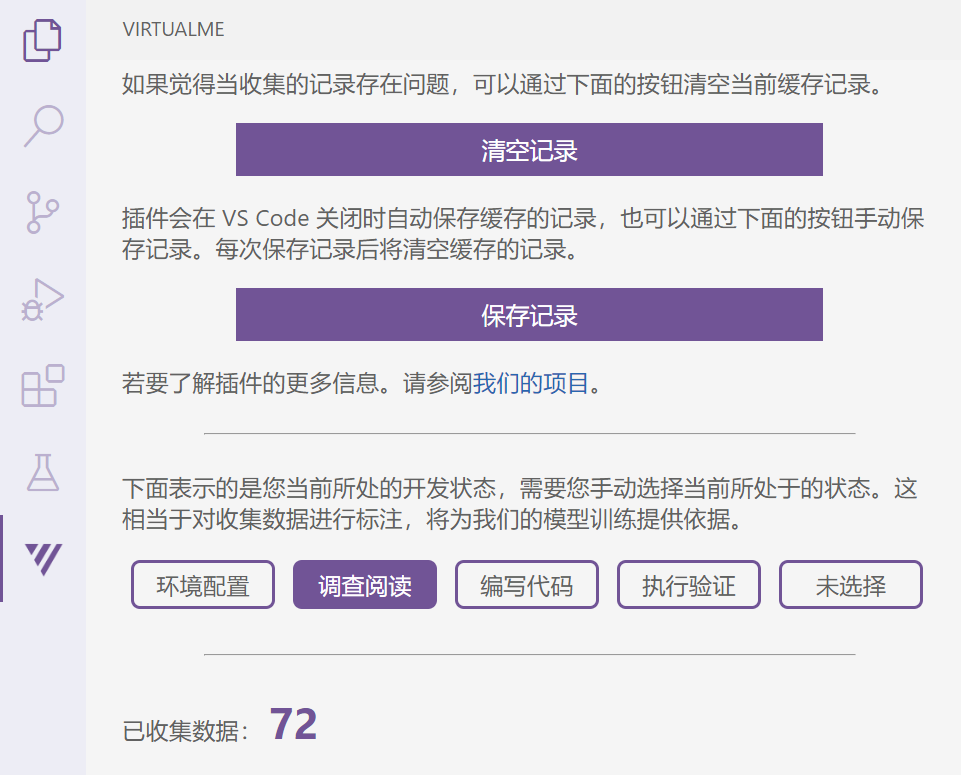 VIRTUALME
如果觉得当收集的记录存在问题，可以通过下面的按钮清空当前缓存记录。
清空记录
插件会在 VS Code 关闭时自动保存缓存的记录，也可以通过下面的按钮手动保
存记录。每次保存记录后将清空缓存的记录。
保存记录
若要了解插件的更多信息。请参阅我们的项目。
下面表示的是您当前所处的开发状态，需要您手动选择当前所处于的状态。这
相当于对收集数据进行标注，将为我们的模型训练提供依据。
环境配置 调查阅读 编写代码 执行验证 未选择
已收集数据： 72